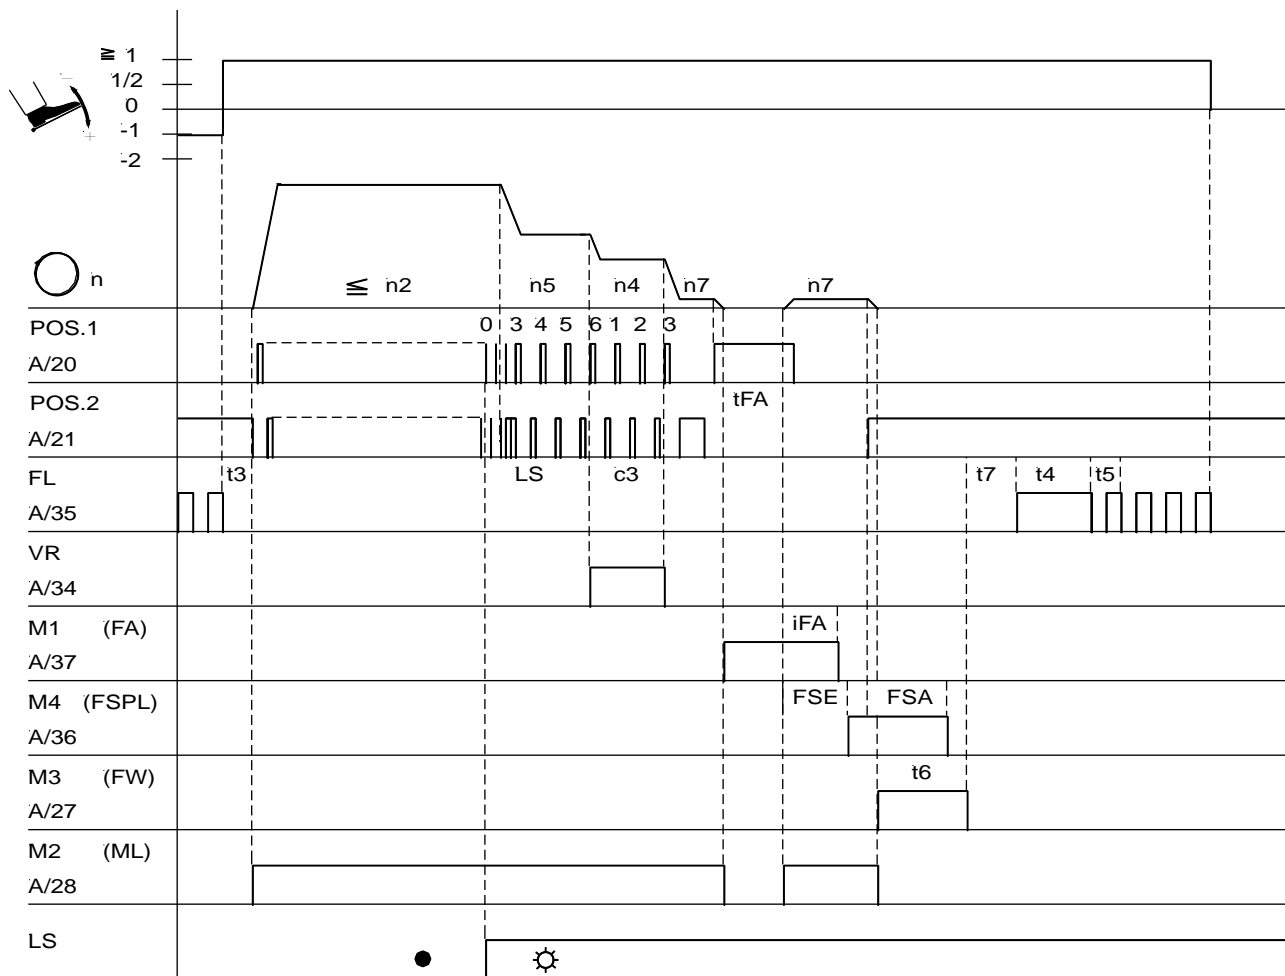 ≧ 1
1/2
0
-1
-2
n
≦ n2 n5 n4 n7 n7
POS.1 0 3 4 5 6 1 2 3
A/20
POS.2 tFA
A/21
FL t3 LS c3 t7 t4 t5
A/35
VR
A/34
M1 (FA) iFA
A/37
M4 (FSPL) FSE FSA
A/36
M3 (FW) t6
A/27
M2 (ML)
A/28
LS